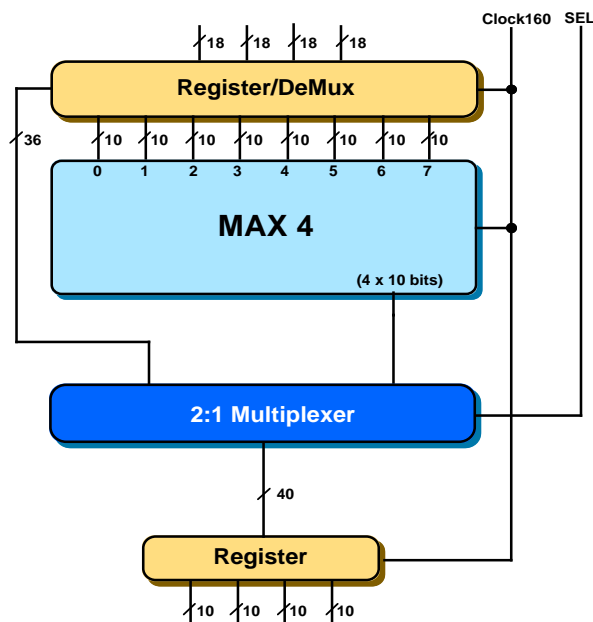 Clock160 SEL
18 18 18 18
Register/DeMux
36 10 10 10 10 10 10 10 10
0 1 2 3 4 5 6 7
MAX 4
(4 x 10 bits)
2:1 Multiplexer
40
Register
10 10 10 10